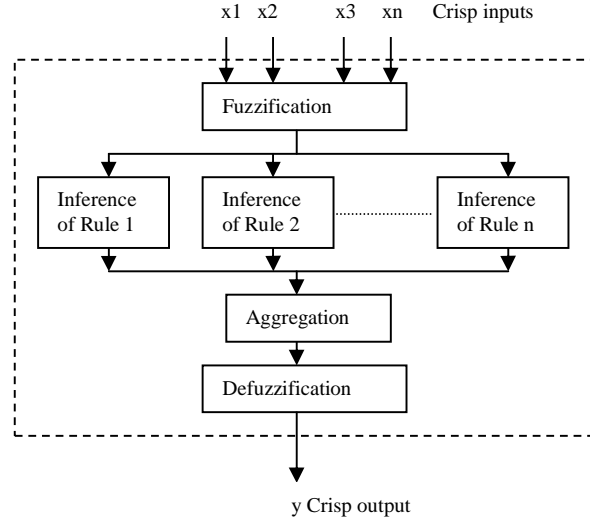 x1 x2 x3 xn Crisp inputs
Fuzzification
Inference of Rule 1
Inference of Rule 2
Inference of Rule n
Aggregation
Defuzzification
y Crisp output